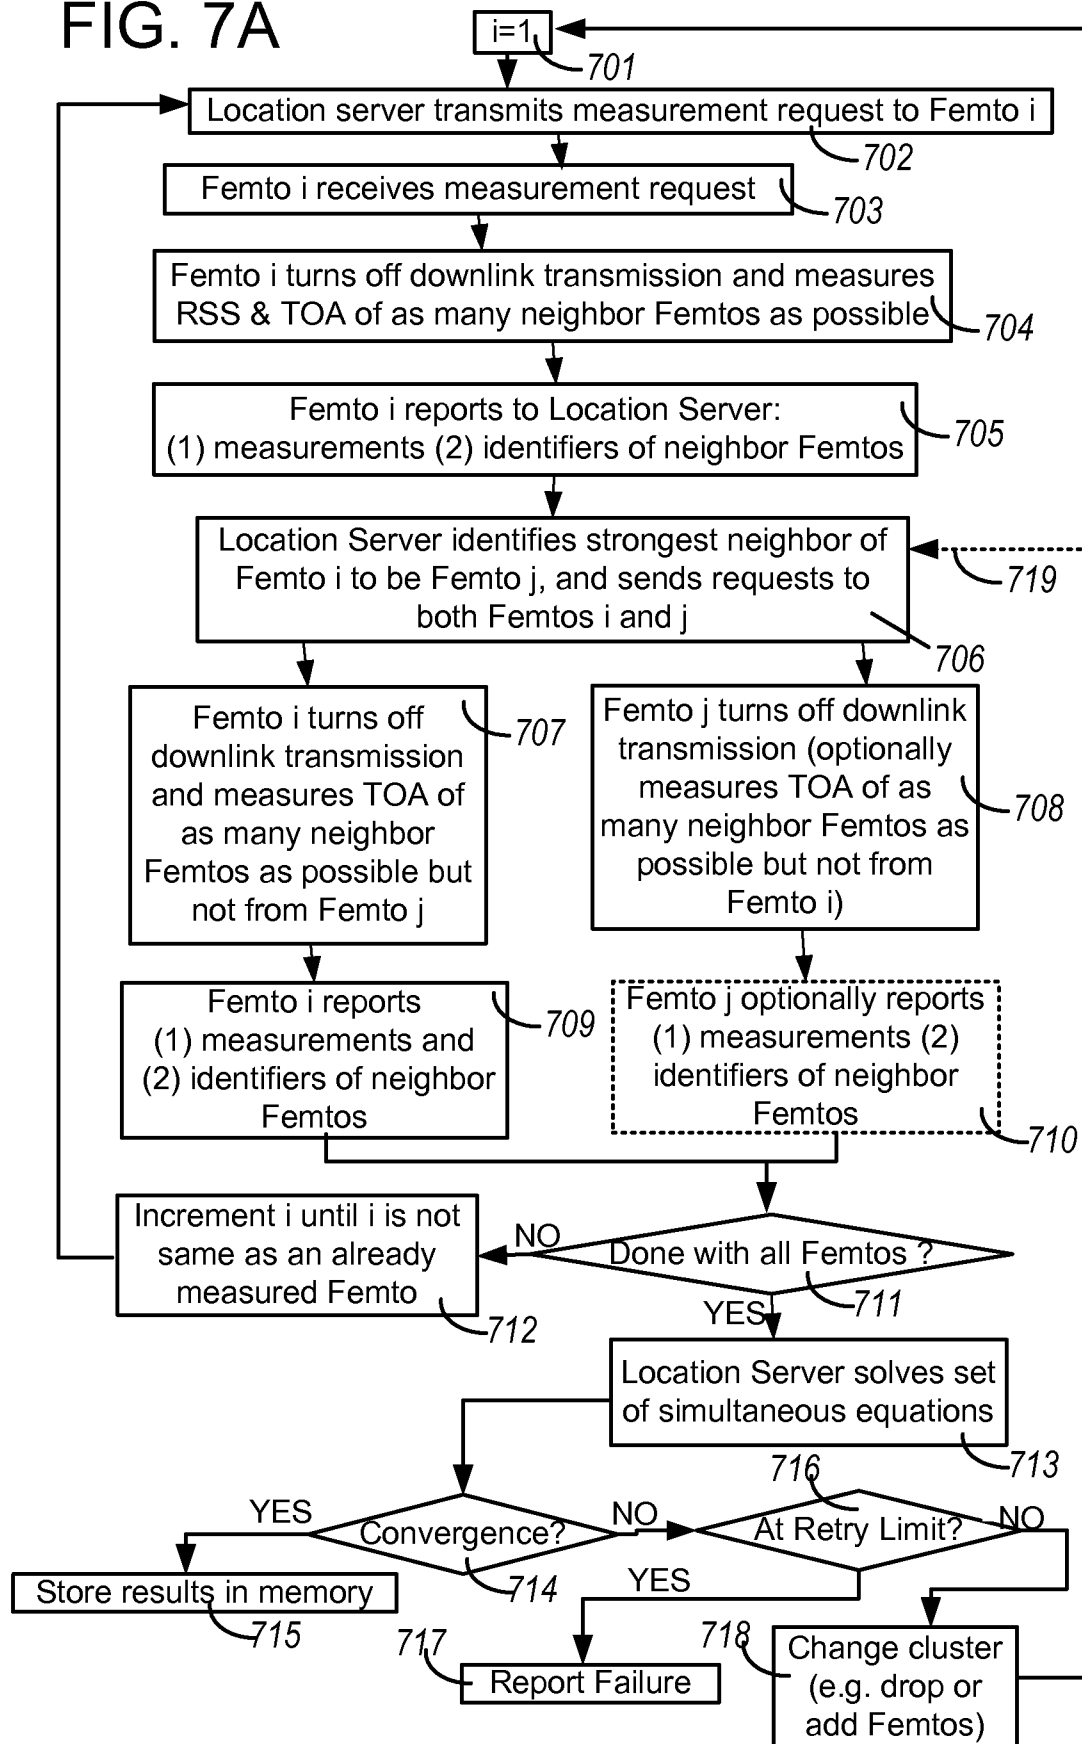 FIG. 7A
i=1
701
Location server transmits measurement request to Femto i
702
Femto i receives measurement request
703
Femto i turns off downlink transmission and measures
RSS & TOA of as many neighbor Femtos as possible
704
Femto i reports to Location Server:
(1) measurements (2) identifiers of neighbor Femtos
705
Location Server identifies strongest neighbor of
Femto i to be Femto j, and sends requests to
both Femtos i and j
719
706
Femto i turns off
downlink transmission
and measures TOA of
as many neighbor
Femtos as possible but
not from Femto j
707
Femto j turns off downlink
transmission (optionally
measures TOA of as
many neighbor Femtos as
possible but not from
Femto i)
708
Femto i reports
(1) measurements and
(2) identifiers of neighbor
Femtos
709
Femto j optionally reports
(1) measurements (2)
identifiers of neighbor
Femtos
710
Increment i until i is not
same as an already
measured Femto
712
NO
Done with all Femtos ?
711
YES
Location Server solves set
of simultaneous equations
713
716
YES
Convergence?
NO
714
At Retry Limit?
NO
YES
Store results in memory
715
717
Report Failure
718
Change cluster
(e.g. drop or
add Femtos)